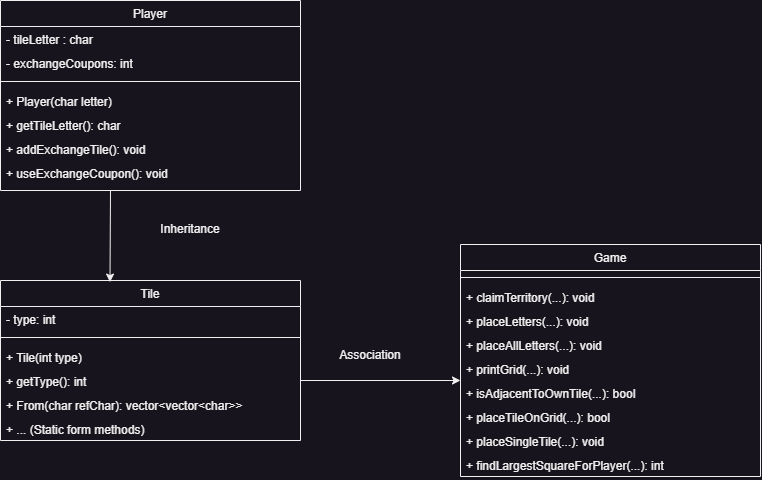 Player
- tileLetter : char
- exchangeCoupons: int
+ Player(char letter)
+ getTileLetter(): char
+ addExchangeTile(): void
+ useExchangeCoupon(): void
Inheritance
Tile
- type: int
+ Tile(int type)
+ getType(): int
+ From(char refChar): vector<vector<char>>
+ ... (Static form methods)
Association
Game
+ claimTerritory(...): void
+ placeLetters(...): void
+ placeAllLetters(...): void
+ printGrid(...): void
+ isAdjacentToOwnTile(...): bool
+ placeTileOnGrid(...): bool
+ placeSingleTile(...): void
+ findLargestSquareForPlayer(...): int